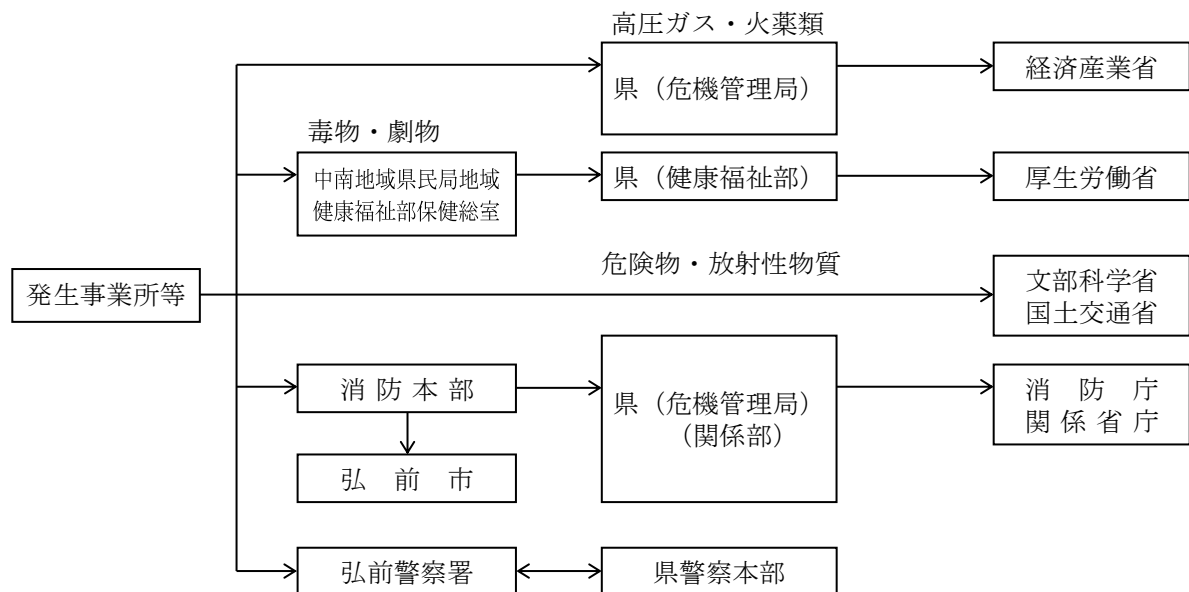 高圧ガス・火薬類
県（危機管理局）
経済産業省
毒物・劇物
中南地域県民局地域
健康福祉部保健総室
県（健康福祉部）
厚生労働省
危険物・放射性物質
発生事業所等
文部科学省
国土交通省
消防本部
県（危機管理局）
（関係部）
消防庁
関係省庁
弘前市
弘前警察署
県警察本部